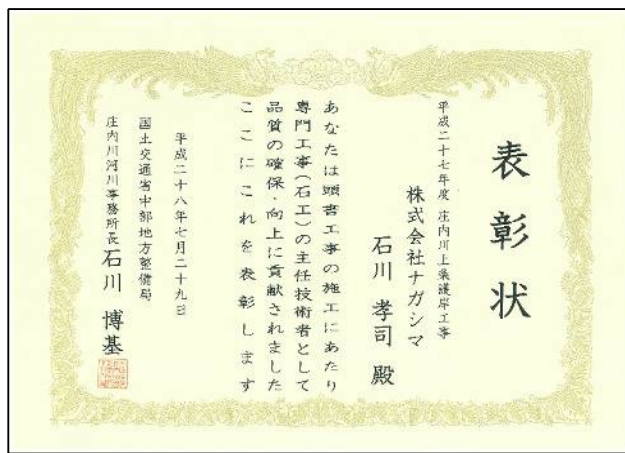 表彰状
平成二十七年度 庄内川上条護岸工事
株式会社ナガシマ
石川 孝司 殿
あなたは頭書工事の施工にあたり
専門工事(石工)の主任技術者として
品質の確保・向上に貢献されました
ここにこれを表彰します
平成二十八年七月二十九日
国土交通省中部地方整備局
庄内川河川事務所長 石川 博基